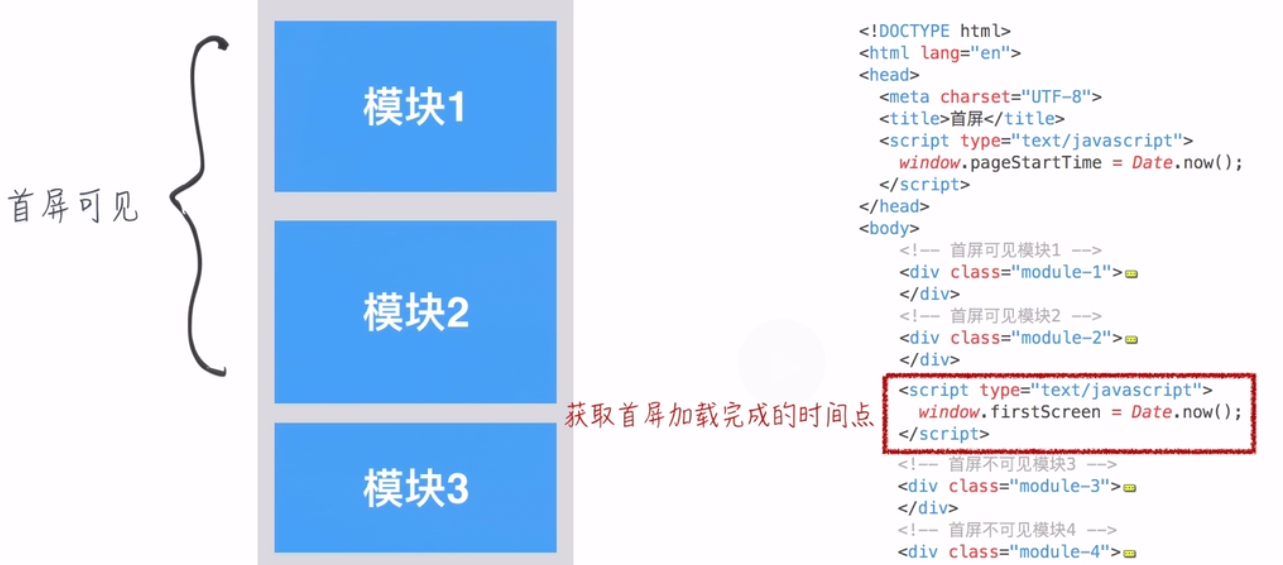 首屏可见
模块1
模块2
模块3
获取首屏加载完成的时间点
<!DOCTYPE html>
<html lang="en">
<head>
<meta charset="UTF-8">
<title>首屏</title>
<script type="text/javascript">
window.pageStartTime = Date.now();
</script>
</head>
<body>
<!-- 首屏可见模块1 -->
<div class="module-1">
</div>
<!-- 首屏可见模块2 -->
<div class="module-2">
</div>
<script type="text/javascript">
window.firstScreen = Date.now();
</script>
<!-- 首屏不可见模块3 -->
<div class="module-3">
</div>
<!-- 首屏不可见模块4 -->
<div class="module-4">